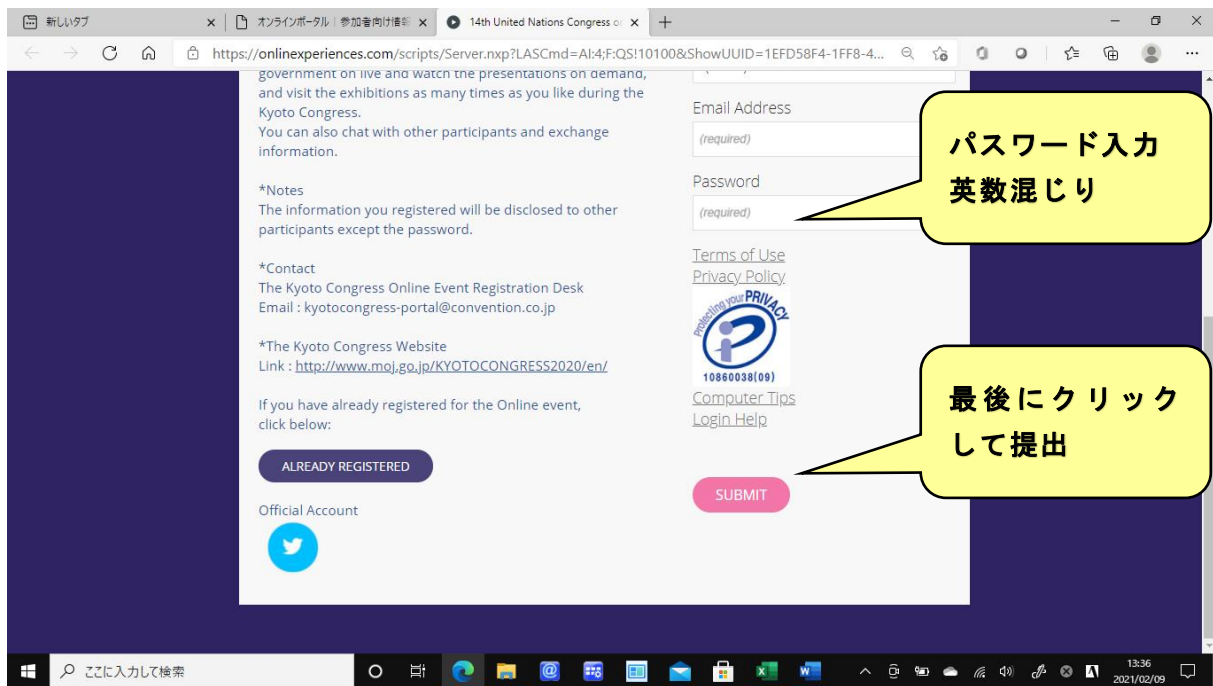 新しいタブ
オンラインポータル｜参加者向け情報
14th United Nations Congress or
https://onlinexperiences.com/scripts/Server.nxp?LASCmd=AI:4;F:QS!10100&ShowUUID=1EFD58F4-1FF8-4...
government on live and watch the presentations on demand,
and visit the exhibitions as many times as you like during the
Kyoto Congress.
You can also chat with other participants and exchange
information.
*Notes
The information you registered will be disclosed to other
participants except the password.
*Contact
The Kyoto Congress Online Event Registration Desk
Email : kyotocongress-portal@convention.co.jp
*The Kyoto Congress Website
Link : http://www.moj.go.jp/KYOTOCONGRESS2020/en/
If you have already registered for the Online event,
click below:
ALREADY REGISTERED
Official Account
Email Address
(required)
Password
(required)
Terms of Use
Privacy Policy
Protecting your PRIVACY
10860038(09)
Computer Tips
Login Help
SUBMIT
パスワード入力
英数混じり
最後にクリック
して提出
ここに入力して検索
13:36
2021/02/09